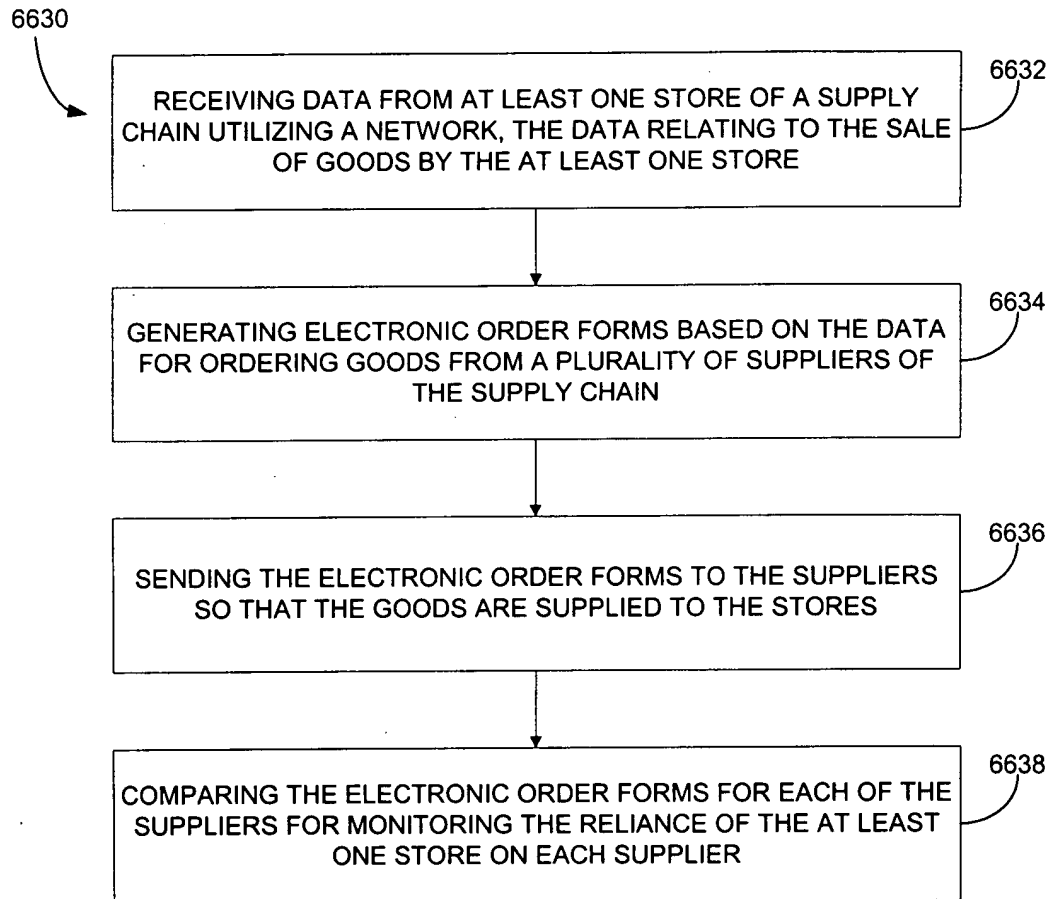 6630
6632
RECEIVING DATA FROM AT LEAST ONE STORE OF A SUPPLY
CHAIN UTILIZING A NETWORK, THE DATA RELATING TO THE SALE
OF GOODS BY THE AT LEAST ONE STORE
6634
GENERATING ELECTRONIC ORDER FORMS BASED ON THE DATA
FOR ORDERING GOODS FROM A PLURALITY OF SUPPLIERS OF
THE SUPPLY CHAIN
6636
SENDING THE ELECTRONIC ORDER FORMS TO THE SUPPLIERS
SO THAT THE GOODS ARE SUPPLIED TO THE STORES
6638
COMPARING THE ELECTRONIC ORDER FORMS FOR EACH OF THE
SUPPLIERS FOR MONITORING THE RELIANCE OF THE AT LEAST
ONE STORE ON EACH SUPPLIER